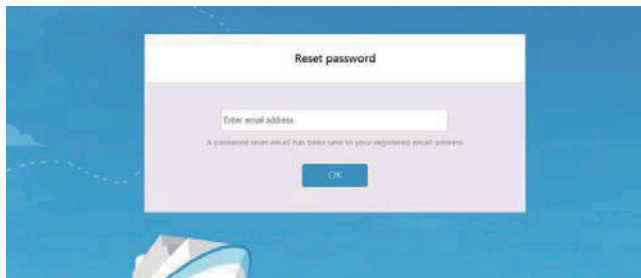 Reset password
Enter email address.
A password reset email has been sent to your registered email address.
OK